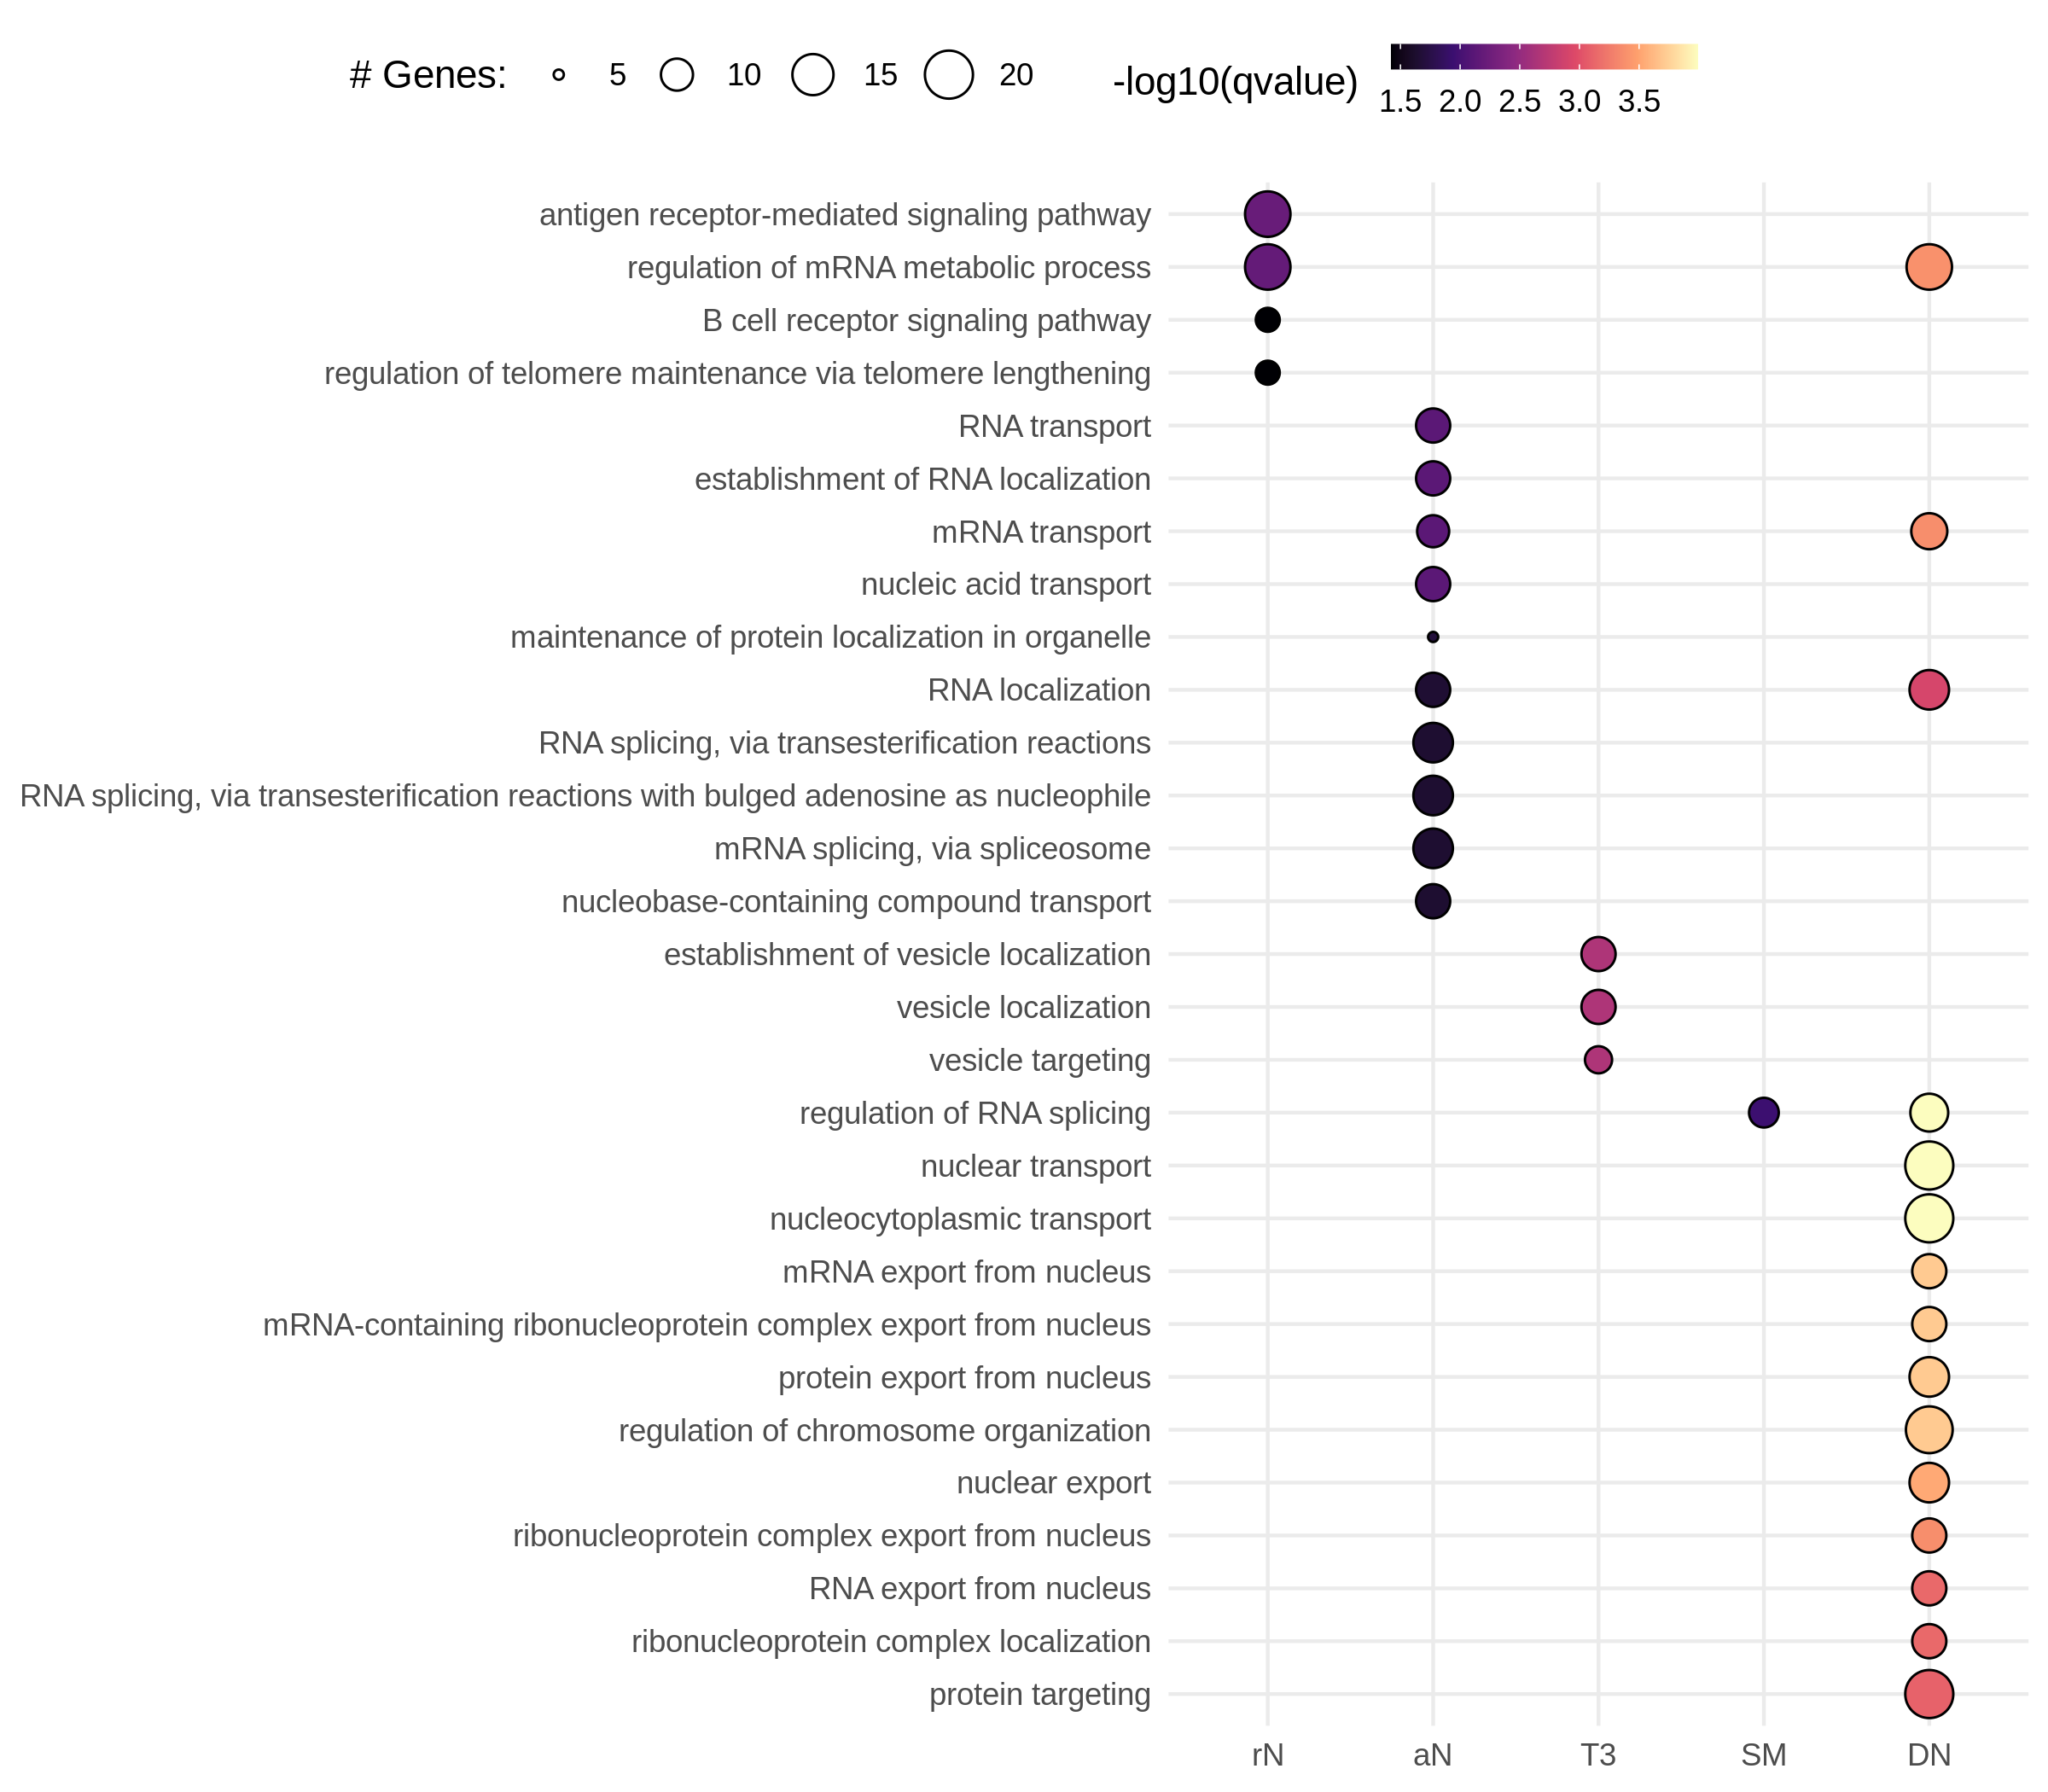 # Genes: 5 10 15 20 -log10(qvalue)
1.5 2.0 2.5 3.0 3.5
antigen receptor-mediated signaling pathway
regulation of mRNA metabolic process
B cell receptor signaling pathway
regulation of telomere maintenance via telomere lengthening
RNA transport
establishment of RNA localization
mRNA transport
nucleic acid transport
maintenance of protein localization in organelle
RNA localization
RNA splicing, via transesterification reactions
RNA splicing, via transesterification reactions with bulged adenosine as nucleophile
mRNA splicing, via spliceosome
nucleobase-containing compound transport
establishment of vesicle localization
vesicle localization
vesicle targeting
regulation of RNA splicing
nuclear transport
nucleocytoplasmic transport
mRNA export from nucleus
mRNA-containing ribonucleoprotein complex export from nucleus
protein export from nucleus
regulation of chromosome organization
nuclear export
ribonucleoprotein complex export from nucleus
RNA export from nucleus
ribonucleoprotein complex localization
protein targeting
rN aN T3 SM DN